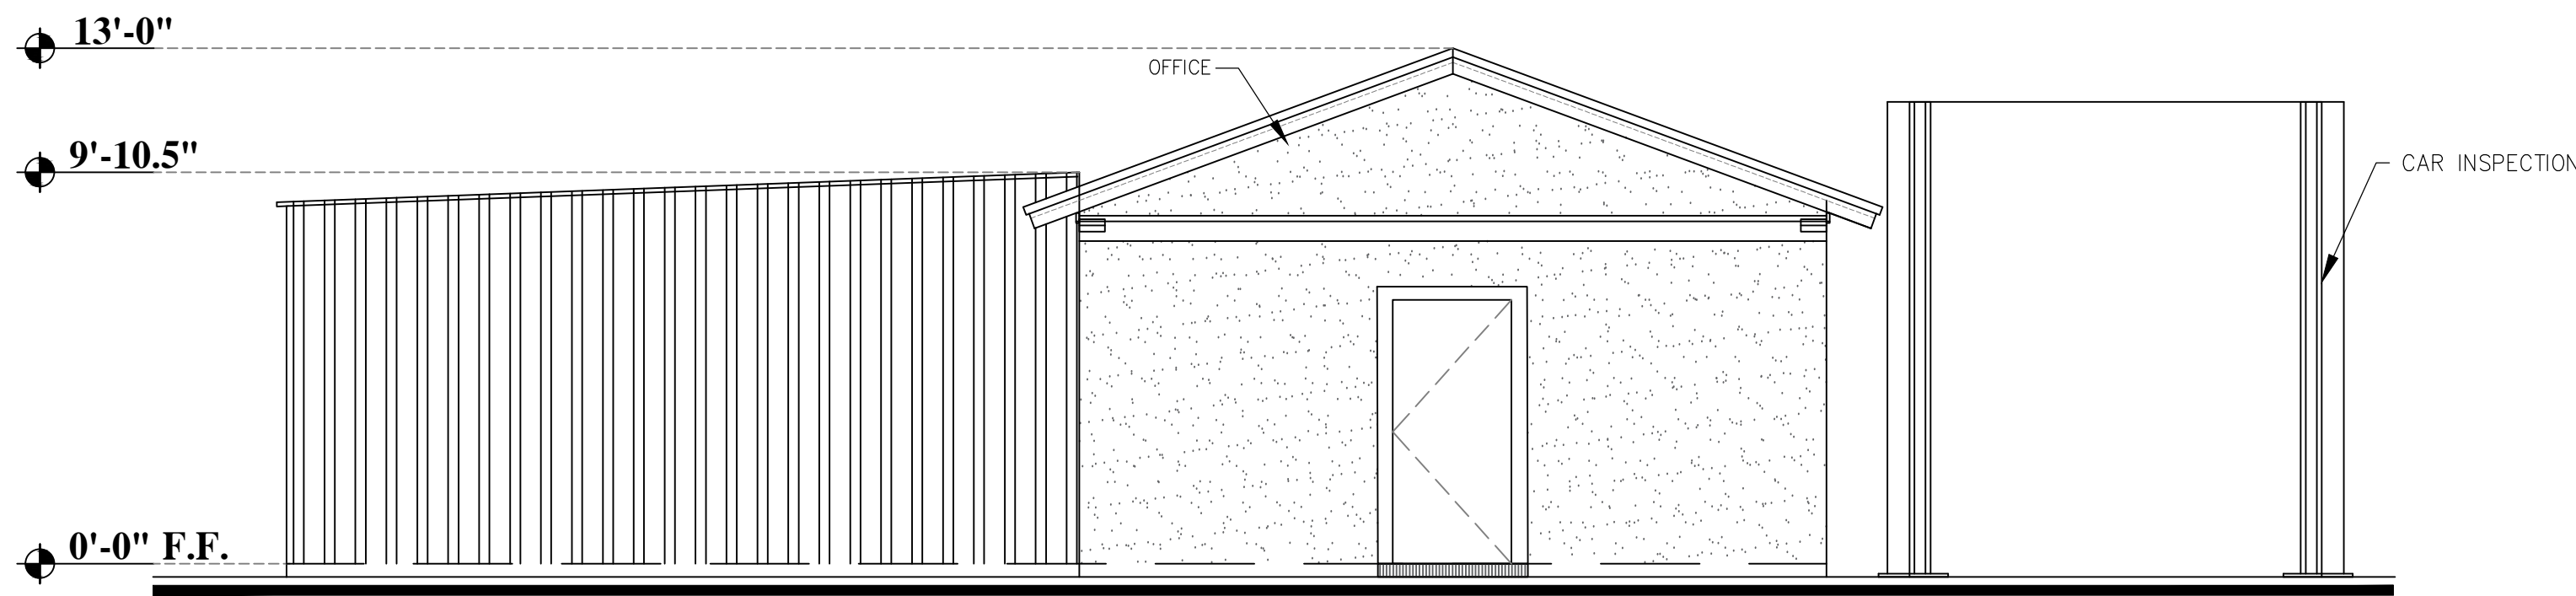 13'-0"
OFFICE
9'-10.5"
CAR INSPECTION
0'-0" F.F.